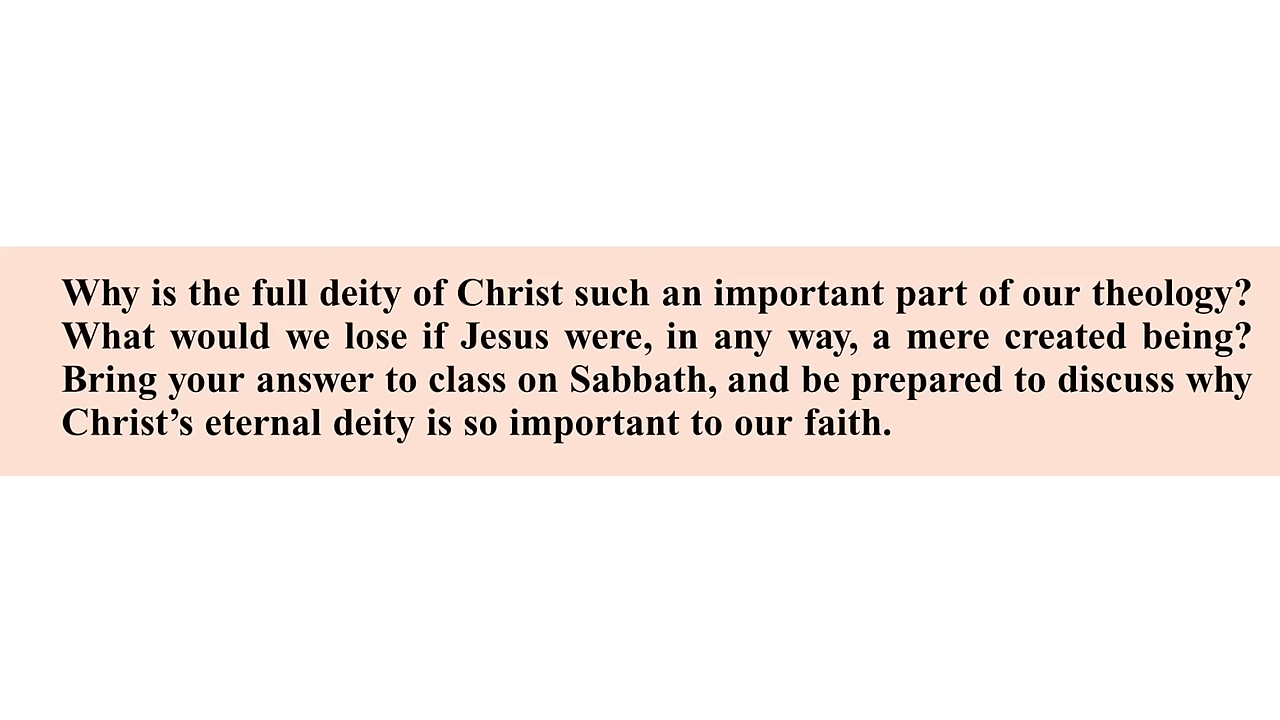 Why is the full deity of Christ such an important part of our theology?
What would we lose if Jesus were, in any way, a mere created being?
Bring your answer to class on Sabbath, and be prepared to discuss why
Christ’s eternal deity is so important to our faith.